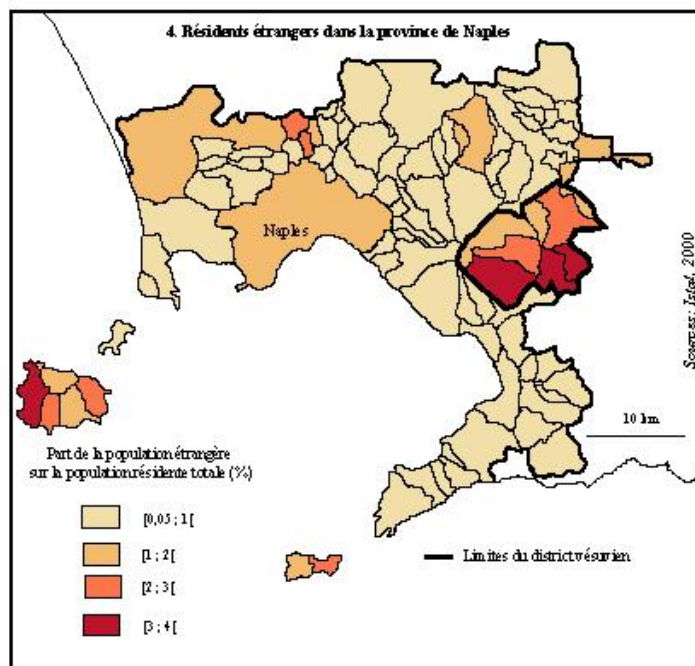 4. Résidents étrangers dans la province de Naples
Naples
Sources: Istat, 2000
10 km
Part de la population étrangère
sur la population résidente totale (%)
[0,05 ; 1[
[1 ; 2[
[2 ; 3[
[3 ; 4[
Limites du district vésuvien